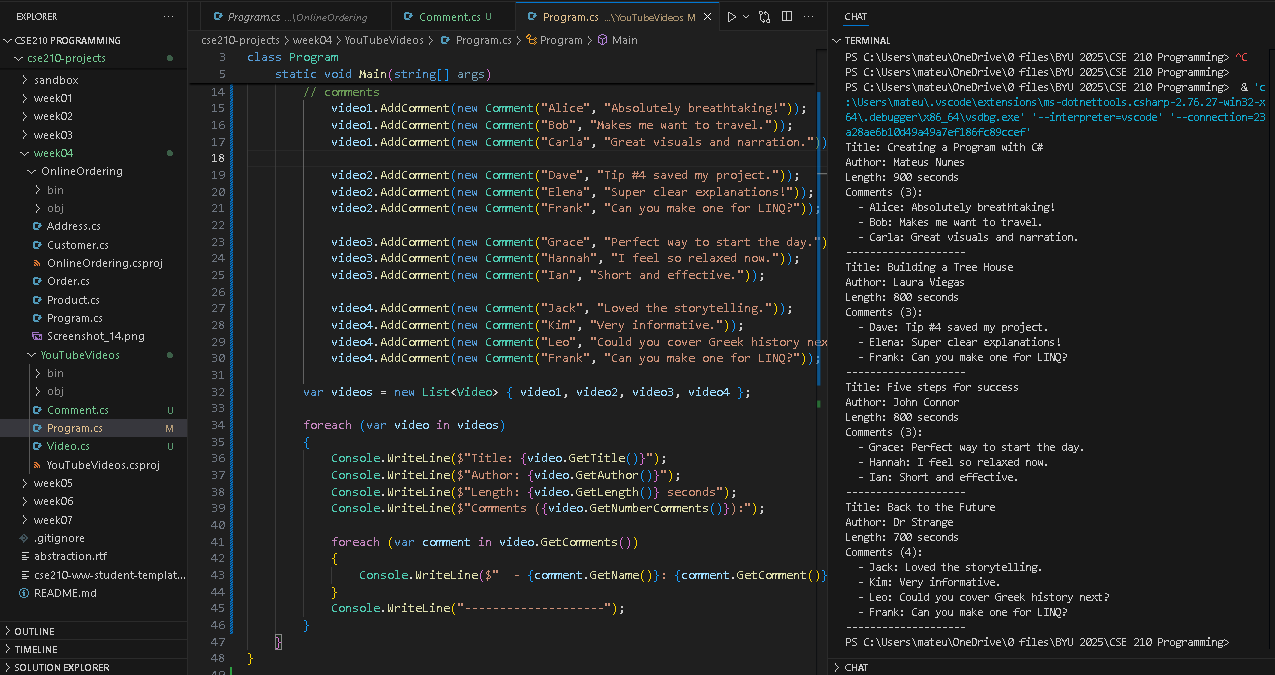 EXPLORER
CSE210 PROGRAMMING
cse210-projects
sandbox
week01
week02
week03
week04
OnlineOrdering
bin
obj
Address.cs
Customer.cs
OnlineOrdering.csproj
Order.cs
Product.cs
Program.cs
Screenshot_14.png
YouTubeVideos
bin
obj
Comment.cs U
Program.cs M
Video.cs U
YouTubeVideos.csproj
week05
week06
week07
.gitignore
abstraction.rtf
cse210-ww-student-templat...
README.md
OUTLINE
TIMELINE
SOLUTION EXPLORER
Program.cs ...\OnlineOrdering
Comment.cs U
Program.cs ...\YouTubeVideos M
cse210-projects > week04 > YouTubeVideos > Program.cs > Program > Main
3 class Program
5 static void Main(string[] args)
14 // comments
15 video1.AddComment(new Comment("Alice", "Absolutely breathtaking!"));
16 video1.AddComment(new Comment("Bob", "Makes me want to travel."));
17 video1.AddComment(new Comment("Carla", "Great visuals and narration."))
18
19 video2.AddComment(new Comment("Dave", "Tip #4 saved my project."));
20 video2.AddComment(new Comment("Elena", "Super clear explanations!"));
21 video2.AddComment(new Comment("Frank", "Can you make one for LINQ?"));
22
23 video3.AddComment(new Comment("Grace", "Perfect way to start the day.")
24 video3.AddComment(new Comment("Hannah", "I feel so relaxed now."));
25 video3.AddComment(new Comment("Ian", "Short and effective."));
26
27 video4.AddComment(new Comment("Jack", "Loved the storytelling."));
28 video4.AddComment(new Comment("Kim", "Very informative."));
29 video4.AddComment(new Comment("Leo", "Could you cover Greek history nex
30 video4.AddComment(new Comment("Frank", "Can you make one for LINQ?"));
31
32 var videos = new List<Video> { video1, video2, video3, video4 };
33
34 foreach (var video in videos)
35 {
36 Console.WriteLine($"Title: {video.GetTitle()}");
37 Console.WriteLine($"Author: {video.GetAuthor()}");
38 Console.WriteLine($"Length: {video.GetLength()} seconds");
39 Console.WriteLine($"Comments ({video.GetNumberComments()}):");
40
41 foreach (var comment in video.GetComments())
42 {
43 Console.WriteLine($"  - {comment.GetName()}: {comment.GetComment()}
44 }
45 Console.WriteLine("--------------------");
46 }
47 }
48 }
49
CHAT
TERMINAL
PS C:\Users\mateu\OneDrive\0 files\BYU 2025\CSE 210 Programming> ^C
PS C:\Users\mateu\OneDrive\0 files\BYU 2025\CSE 210 Programming>
PS C:\Users\mateu\OneDrive\0 files\BYU 2025\CSE 210 Programming>  & 'c
:\Users\mateu\.vscode\extensions\ms-dotnettools.csharp-2.76.27-win32-x
64\.debugger\x86_64\vsdbg.exe' '--interpreter=vscode' '--connection=23
a28ae6b10d49a49a7ef186fc89ccef'
Title: Creating a Program with C#
Author: Mateus Nunes
Length: 900 seconds
Comments (3):
- Alice: Absolutely breathtaking!
- Bob: Makes me want to travel.
- Carla: Great visuals and narration.
--------------------
Title: Building a Tree House
Author: Laura Viegas
Length: 800 seconds
Comments (3):
- Dave: Tip #4 saved my project.
- Elena: Super clear explanations!
- Frank: Can you make one for LINQ?
--------------------
Title: Five steps for success
Author: John Connor
Length: 800 seconds
Comments (3):
- Grace: Perfect way to start the day.
- Hannah: I feel so relaxed now.
- Ian: Short and effective.
--------------------
Title: Back to the Future
Author: Dr Strange
Length: 700 seconds
Comments (4):
- Jack: Loved the storytelling.
- Kim: Very informative.
- Leo: Could you cover Greek history next?
- Frank: Can you make one for LINQ?
--------------------
PS C:\Users\mateu\OneDrive\0 files\BYU 2025\CSE 210 Programming>
CHAT